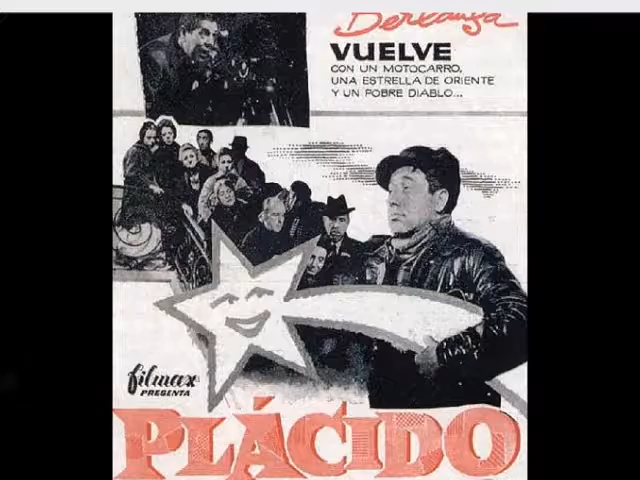 Berlanga
VUELVE
CON UN MOTOCARRO,
UNA ESTRELLA DE ORIENTE
Y UN POBRE DIABLO...
filmax
PRESENTA
PLÁCIDO